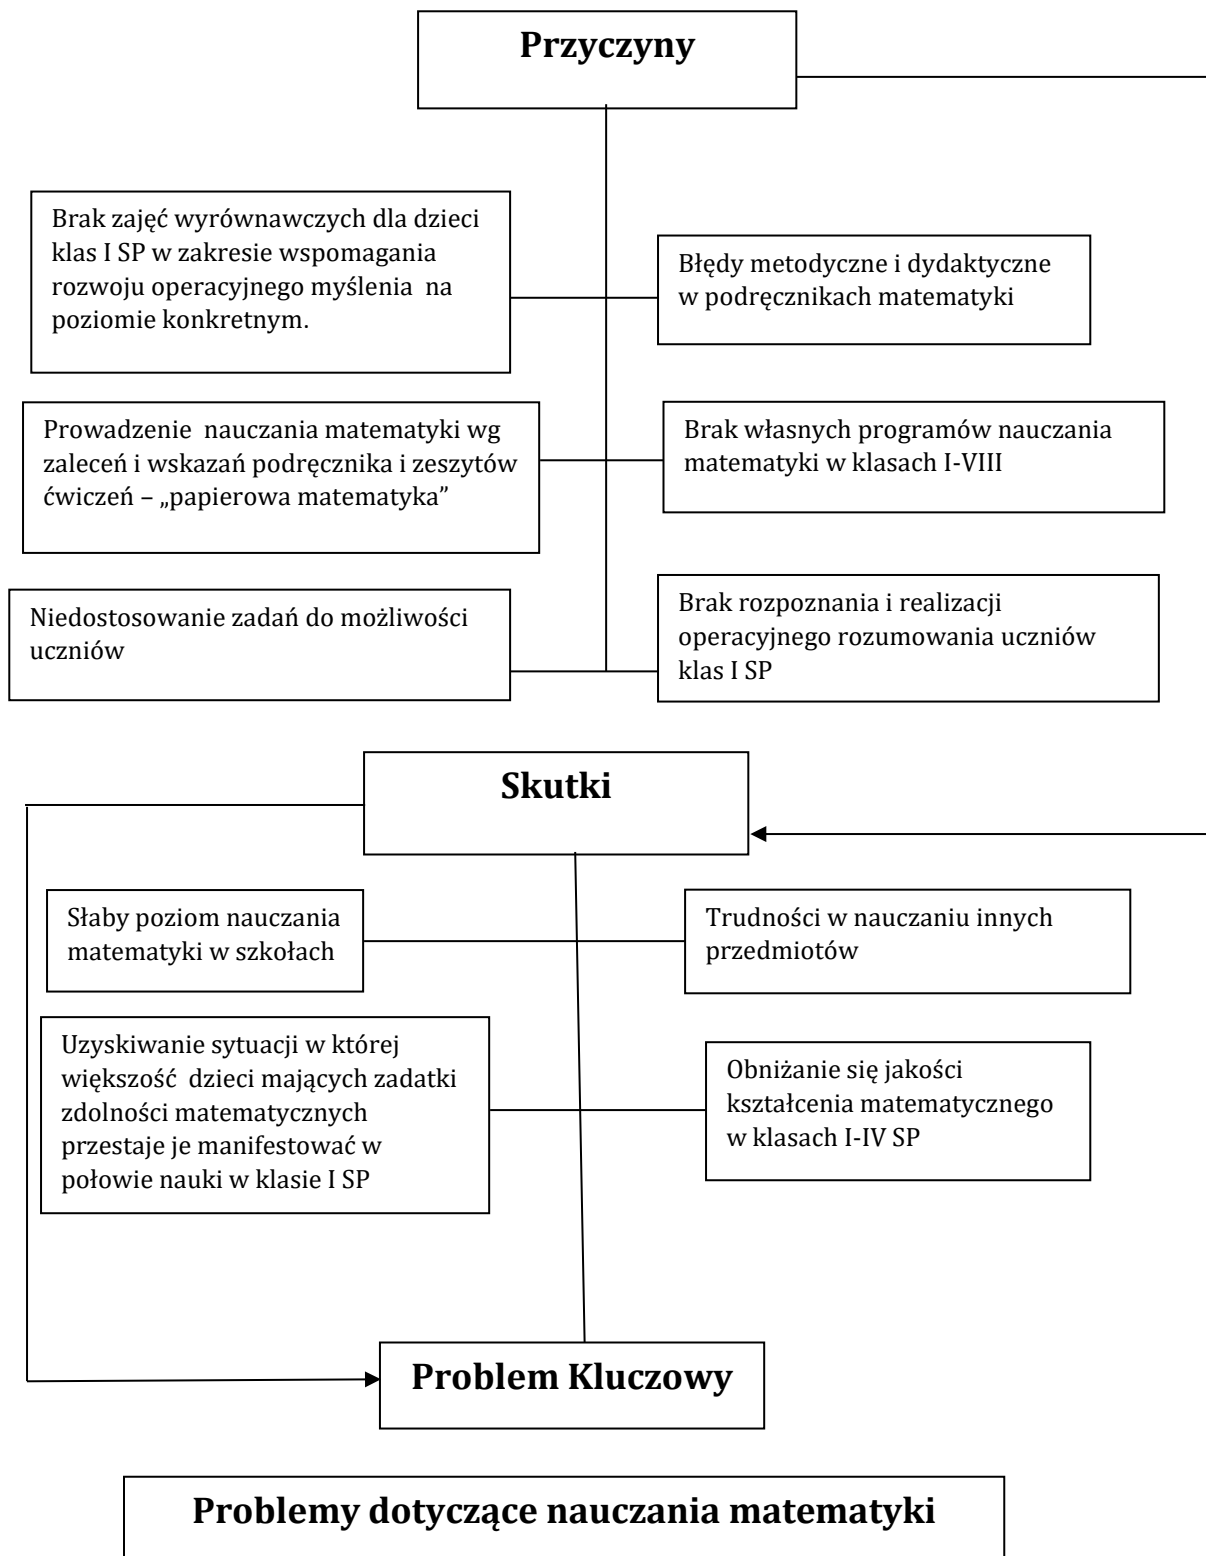 Przyczyny
Brak zajęć wyrównawczych dla dzieci
klas I SP w zakresie wspomagania
rozwoju operacyjnego myślenia na
poziomie konkretnym.
Błędy metodyczne i dydaktyczne
w podręcznikach matematyki
Prowadzenie nauczania matematyki wg
zaleceń i wskazań podręcznika i zeszytów
ćwiczeń – „papierowa matematyka”
Brak własnych programów nauczania
matematyki w klasach I-VIII
Niedostosowanie zadań do możliwości
uczniów
Brak rozpoznania i realizacji
operacyjnego rozumowania uczniów
klas I SP
Skutki
Słaby poziom nauczania
matematyki w szkołach
Trudności w nauczaniu innych
przedmiotów
Uzyskiwanie sytuacji w której
większość dzieci mających zadatki
zdolności matematycznych
przestaje je manifestować w
połowie nauki w klasie I SP
Obniżanie się jakości
kształcenia matematycznego
w klasach I-IV SP
Problem Kluczowy
Problemy dotyczące nauczania matematyki